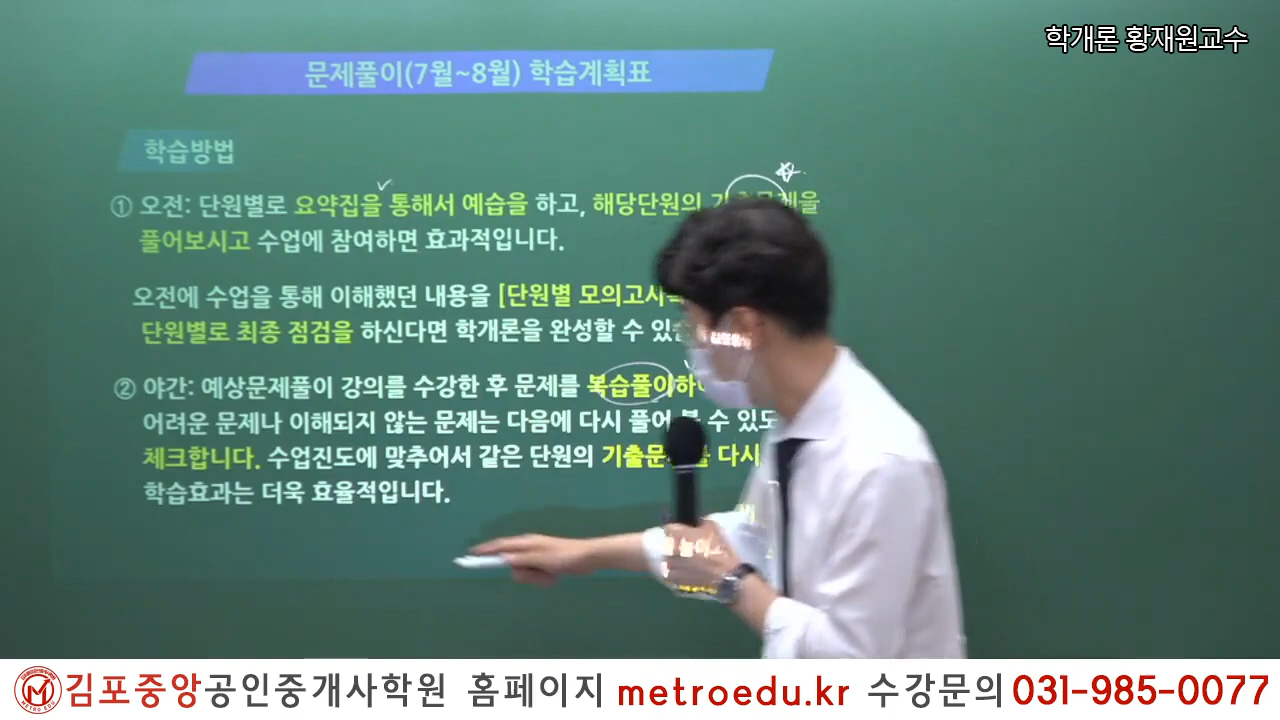 학개론 황재원교수
문제풀이(7월~8월) 학습계획표
학습방법
① 오전: 단원별로 요약집을 통해서 예습을 하고, 해당단원의 기출문제을
풀어보시고 수업에 참여하면 효과적입니다.
오전에 수업을 통해 이해했던 내용을 [단원별 모의고사
단원별로 최종 점검을 하신다면 학개론을 완성할 수
② 야간: 예상문제풀이 강의를 수강한 후 문제를 복습풀이하
어려운 문제나 이해되지 않는 문제는 다음에 다시 풀어 볼 수
체크합니다. 수업진도에 맞추어서 같은 단원의 기출문 다시
학습효과는 더욱 효율적입니다.
김포중앙공인중개사학원 홈페이지 metroedu.kr 수강문의 031-985-0077
METRO EDU